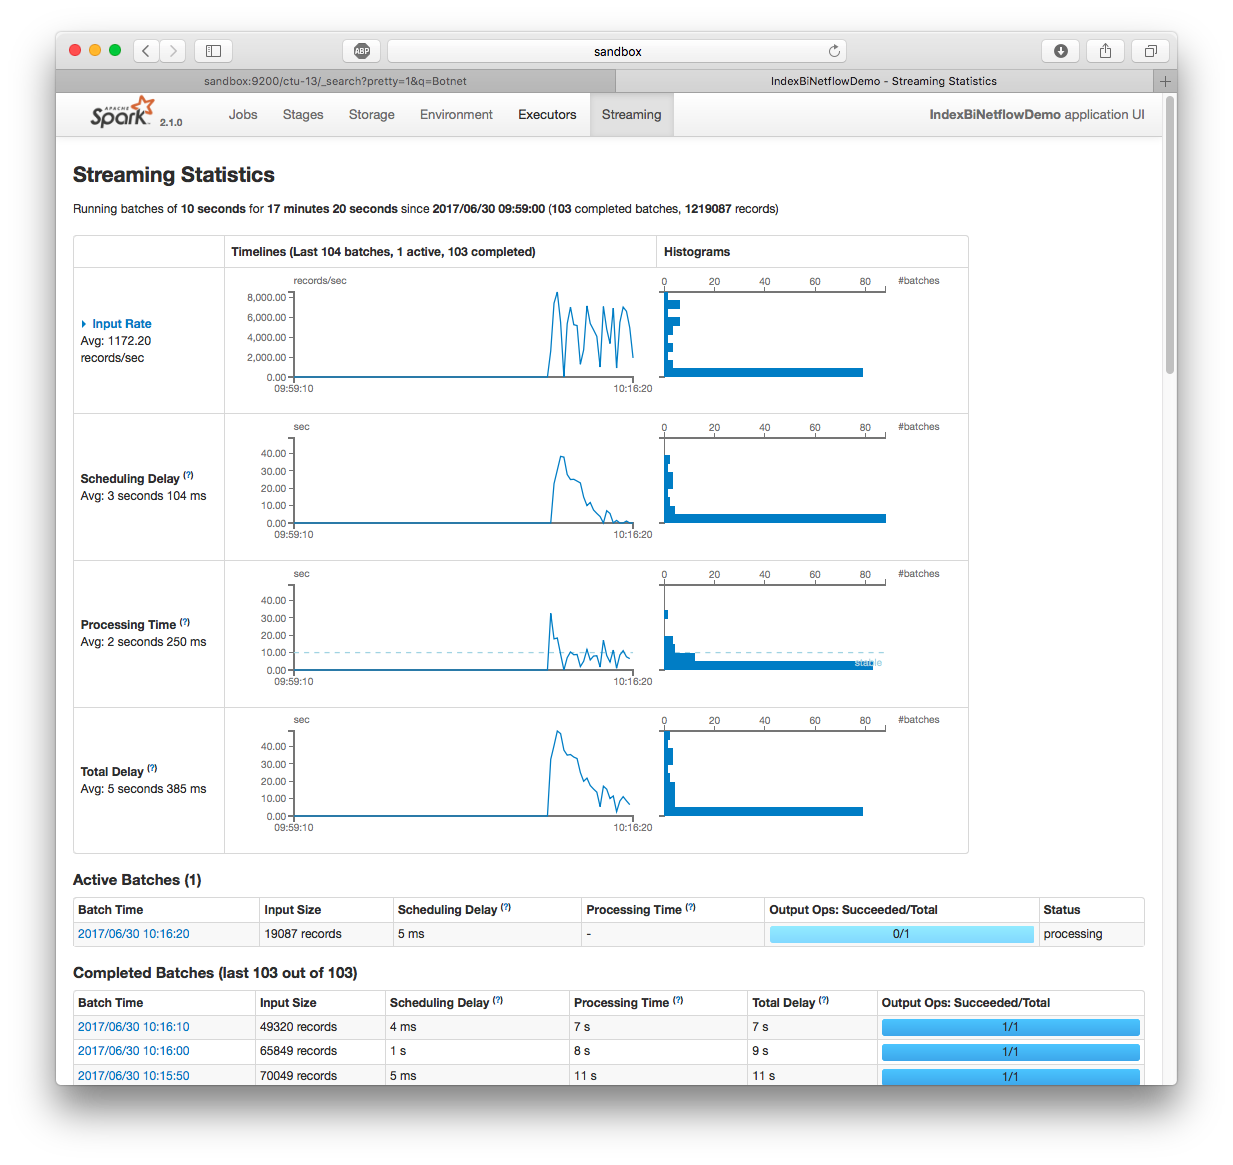 ABP
sandbox
sandbox:9200/ctu-13/_search?pretty=1&q=Botnet
IndexBiNetflowDemo - Streaming Statistics
APACHE Spark 2.1.0
Jobs Stages Storage Environment Executors Streaming
IndexBiNetflowDemo application UI
Streaming Statistics
Running batches of 10 seconds for 17 minutes 20 seconds since 2017/06/30 09:59:00 (103 completed batches, 1219087 records)
Timelines (Last 104 batches, 1 active, 103 completed) Histograms
Input Rate
Avg: 1172.20
records/sec
records/sec
8,000.00
6,000.00
4,000.00
2,000.00
0.00
09:59:10 10:16:20
0 20 40 60 80 #batches
Scheduling Delay (?)
Avg: 3 seconds 104 ms
sec
40.00
30.00
20.00
10.00
0.00
09:59:10 10:16:20
0 20 40 60 80 #batches
Processing Time (?)
Avg: 2 seconds 250 ms
sec
40.00
30.00
20.00
10.00
0.00
09:59:10 10:16:20
0 20 40 60 80 #batches
stable
Total Delay (?)
Avg: 5 seconds 385 ms
sec
40.00
30.00
20.00
10.00
0.00
09:59:10 10:16:20
0 20 40 60 80 #batches
Active Batches (1)
Batch Time Input Size Scheduling Delay (?) Processing Time (?) Output Ops: Succeeded/Total Status
2017/06/30 10:16:20 19087 records 5 ms - 0/1 processing
Completed Batches (last 103 out of 103)
Batch Time Input Size Scheduling Delay (?) Processing Time (?) Total Delay (?) Output Ops: Succeeded/Total
2017/06/30 10:16:10 49320 records 4 ms 7 s 7 s 1/1
2017/06/30 10:16:00 65849 records 1 s 8 s 9 s 1/1
2017/06/30 10:15:50 70049 records 5 ms 11 s 11 s 1/1